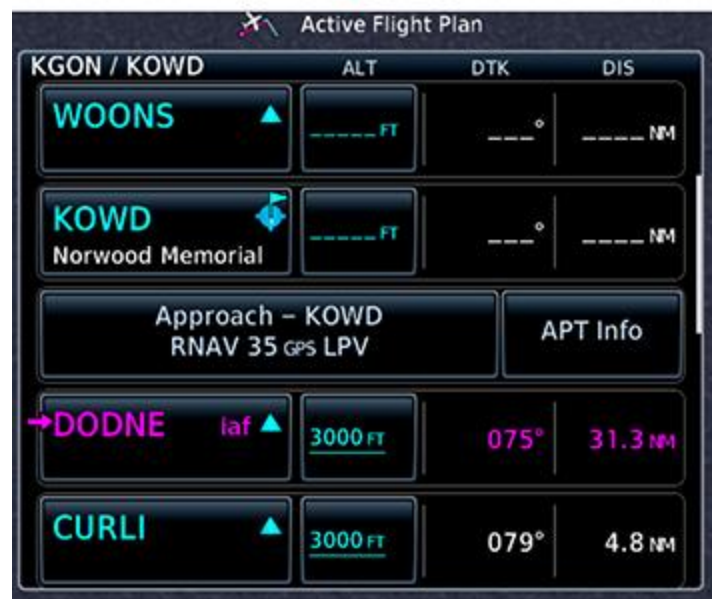 Active Flight Plan
KGON / KOWD ALT DTK DIS
WOONS _____FT ___° ____NM
KOWD _____FT ___° ____NM
Norwood Memorial
Approach – KOWD
RNAV 35 GPS LPV
APT Info
DODNE iaf 3000 FT 075° 31.3 NM
CURLI 3000 FT 079° 4.8 NM